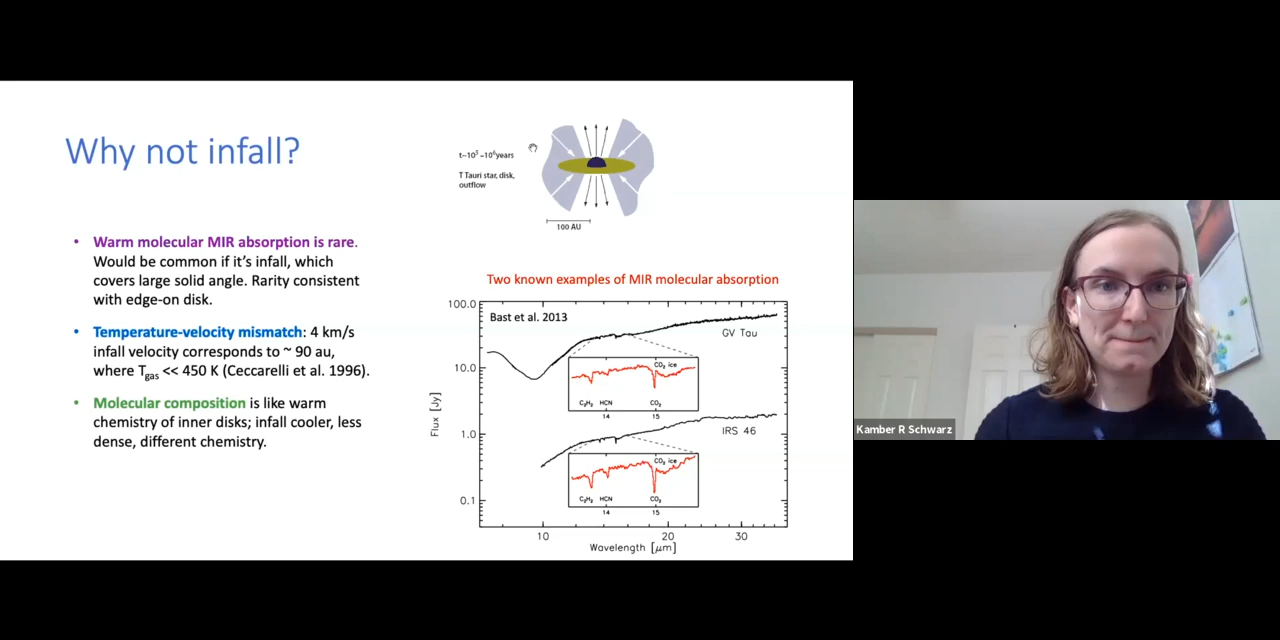 Why not infall?
• Warm molecular MIR absorption is rare.
Would be common if it's infall, which
covers large solid angle. Rarity consistent
with edge-on disk.
• Temperature-velocity mismatch: 4 km/s
infall velocity corresponds to ~ 90 au,
where Tgas << 450 K (Ceccarelli et al. 1996).
• Molecular composition is like warm
chemistry of inner disks; infall cooler, less
dense, different chemistry.
t~10⁵-10⁶years
T Tauri star, disk,
outflow
100 AU
Two known examples of MIR molecular absorption
Bast et al. 2013
GV Tau
CO₂ ice
C₂H₂ HCN CO₂
14 15
IRS 46
CO₂ ice
C₂H₂ HCN CO₂
14 15
100.0
10.0
1.0
0.1
Flux [Jy]
10 20 30
Wavelength [μm]
Kamber R Schwarz